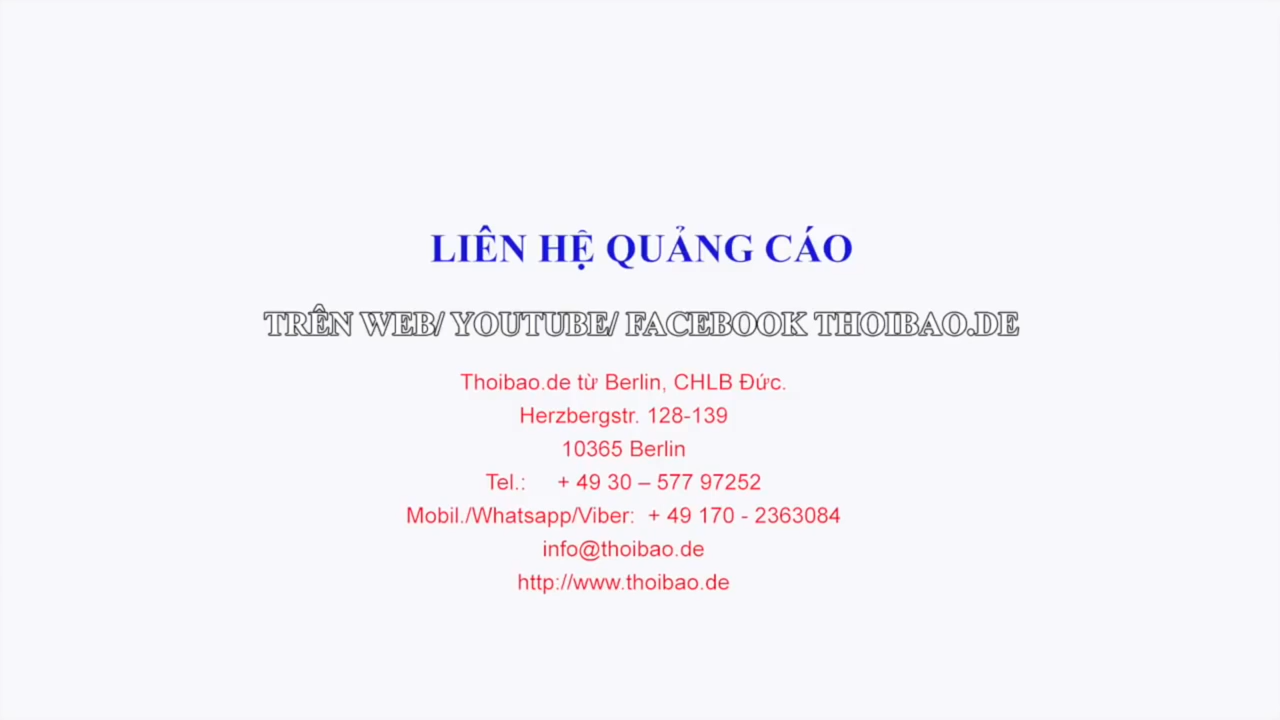 LIÊN HỆ QUẢNG CÁO
TRÊN WEB/ YOUTUBE/ FACEBOOK THOIBAO.DE
Thoibao.de từ Berlin, CHLB Đức.
Herzbergstr. 128-139
10365 Berlin
Tel.: + 49 30 – 577 97252
Mobil./Whatsapp/Viber: + 49 170 - 2363084
info@thoibao.de
http://www.thoibao.de